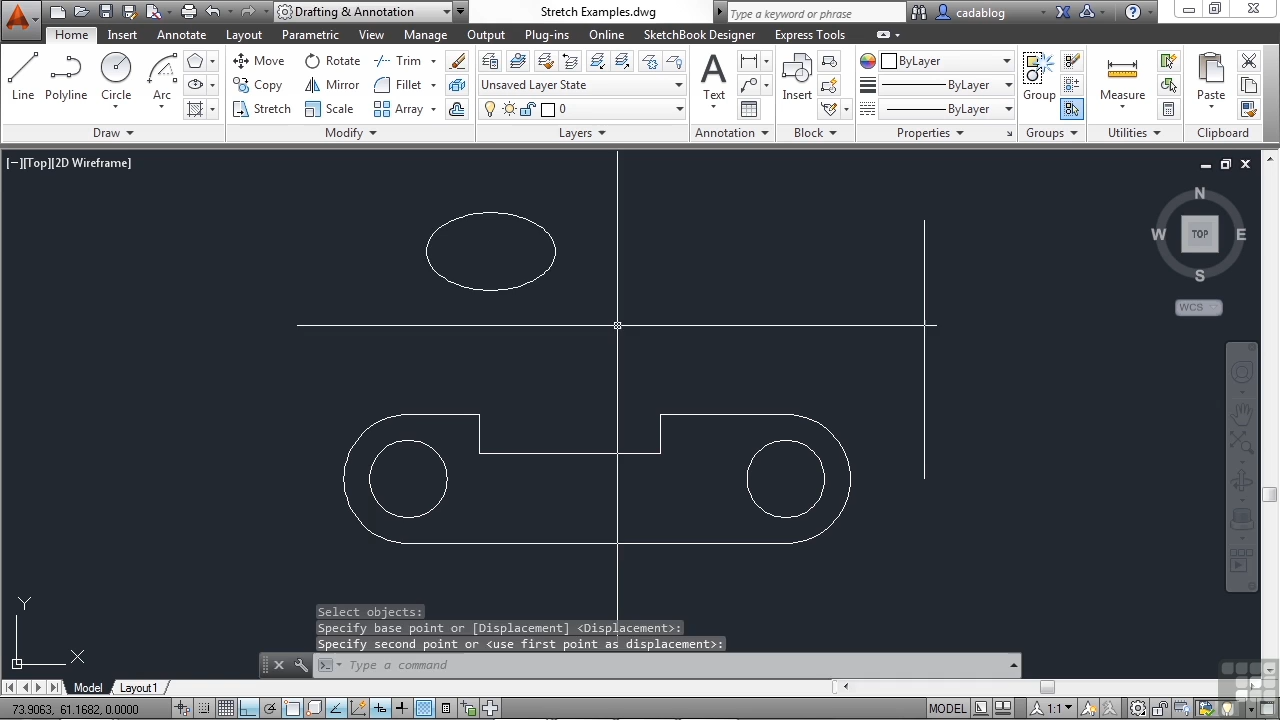 Drafting & Annotation
Stretch Examples.dwg
Type a keyword or phrase
cadablog
Home Insert Annotate Layout Parametric View Manage Output Plug-ins Online SketchBook Designer Express Tools
Move Rotate Trim
ByLayer
Copy Mirror Fillet
Unsaved Layer State
ByLayer
Line Polyline Circle Arc
Text Insert Group Measure Paste
Stretch Scale Array
0
ByLayer
Draw Modify Layers Annotation Block Properties Groups Utilities Clipboard
[−][Top][2D Wireframe]
N
W TOP E
S
WCS
Y
X
Select objects:
Specify base point or [Displacement] <Displacement>:
Specify second point or <use first point as displacement>:
Type a command
Model Layout1
73.9063, 61.1682, 0.0000
MODEL
1:1